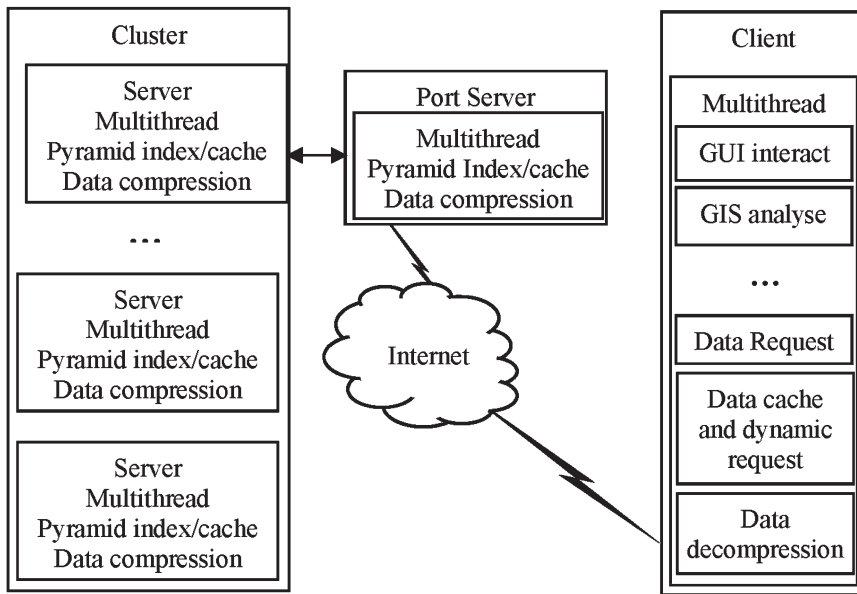 Cluster
Server
Multithread
Pyramid index/cache
Data compression
...
Server
Multithread
Pyramid index/cache
Data compression
Server
Multithread
Pyramid index/cache
Data compression
Port Server
Multithread
Pyramid Index/cache
Data compression
Internet
Client
Multithread
GUI interact
GIS analyse
...
Data Request
Data cache
and dynamic
request
Data
decompression